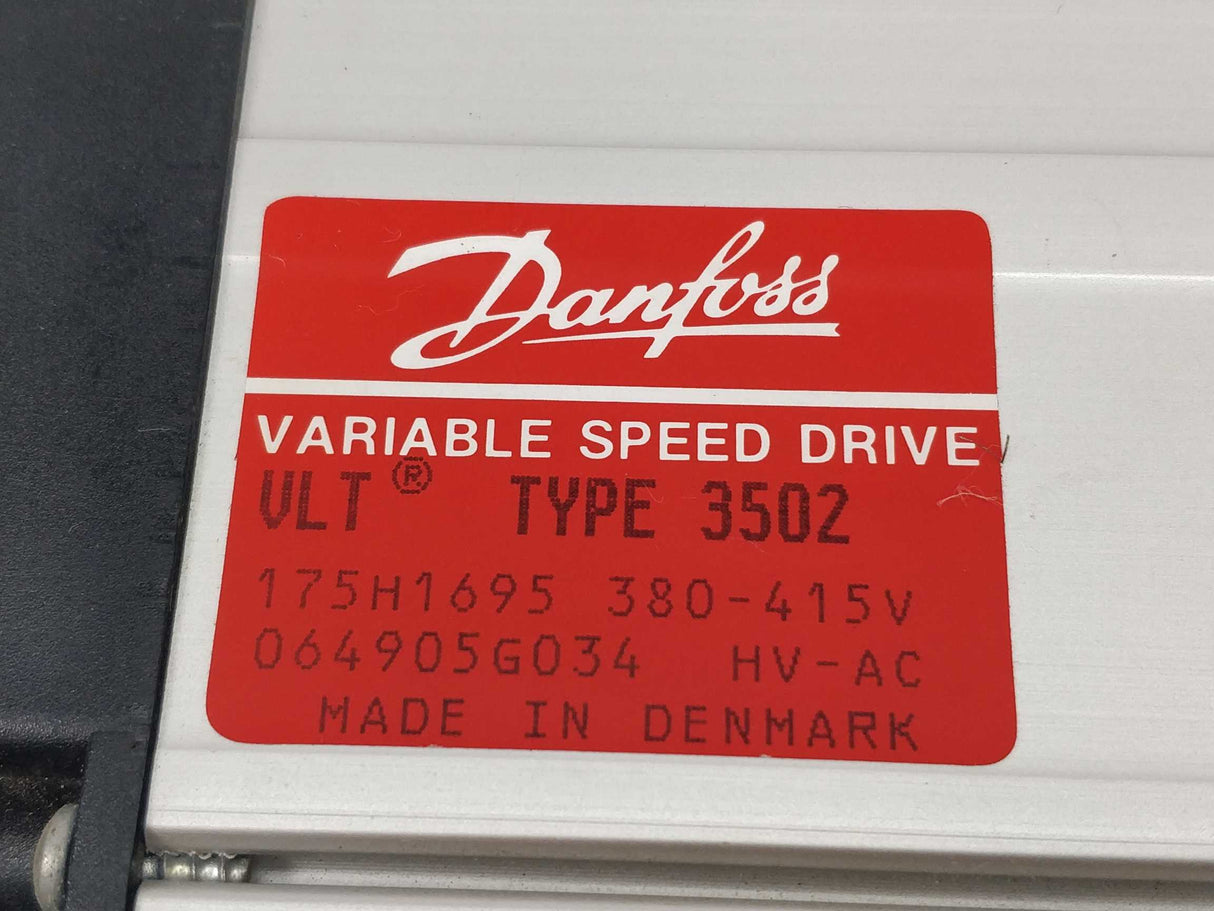 Danfoss
VARIABLE SPEED DRIVE
VLT® TYPE 3502
175H1695 380-415V
064905G034 HV-AC
MADE IN DENMARK